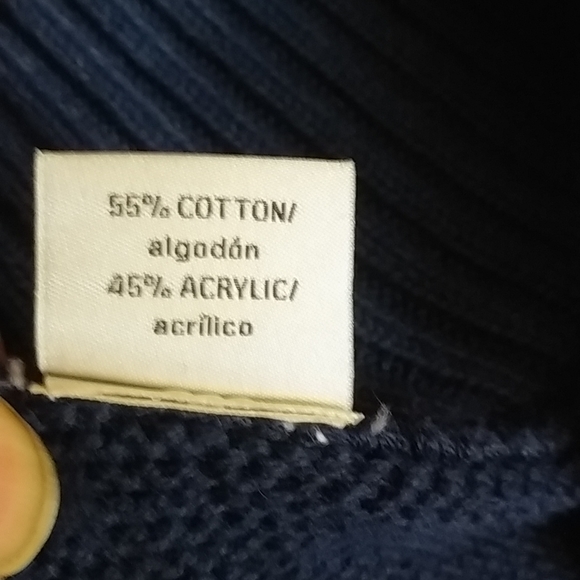 55% COTTON/
algodón
45% ACRYLIC/
acrílico